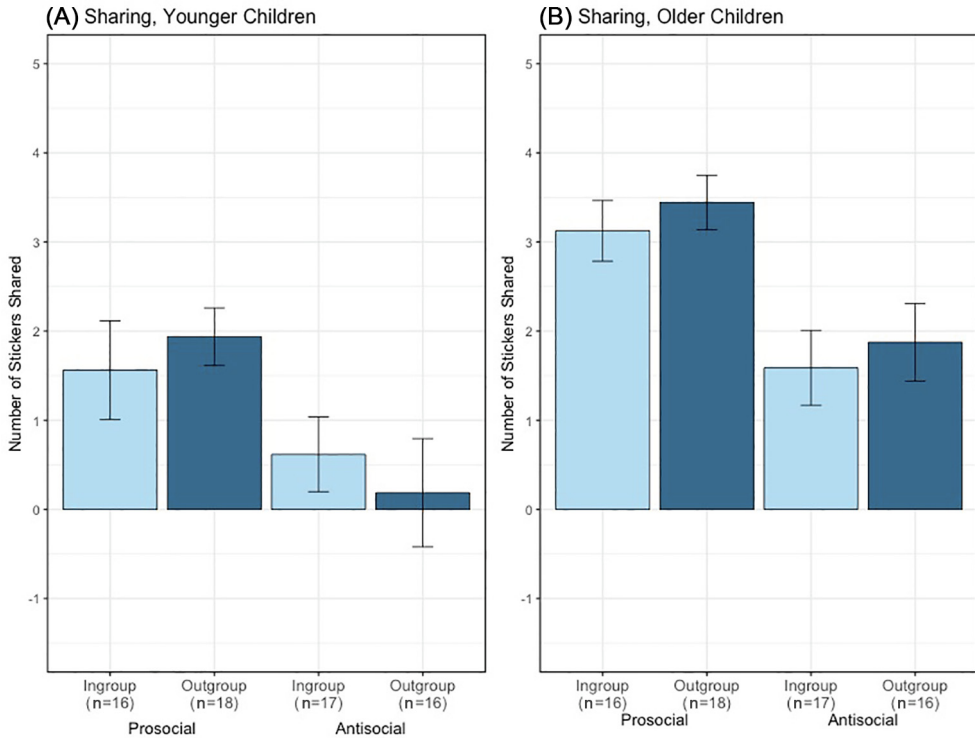 (A) Sharing, Younger Children
Number of Stickers Shared
5
4
3
2
1
0
-1
Ingroup
(n=16)
Outgroup
(n=18)
Ingroup
(n=17)
Outgroup
(n=16)
Prosocial
Antisocial
(B) Sharing, Older Children
Number of Stickers Shared
5
4
3
2
1
0
-1
Ingroup
(n=16)
Outgroup
(n=18)
Ingroup
(n=17)
Outgroup
(n=16)
Prosocial
Antisocial